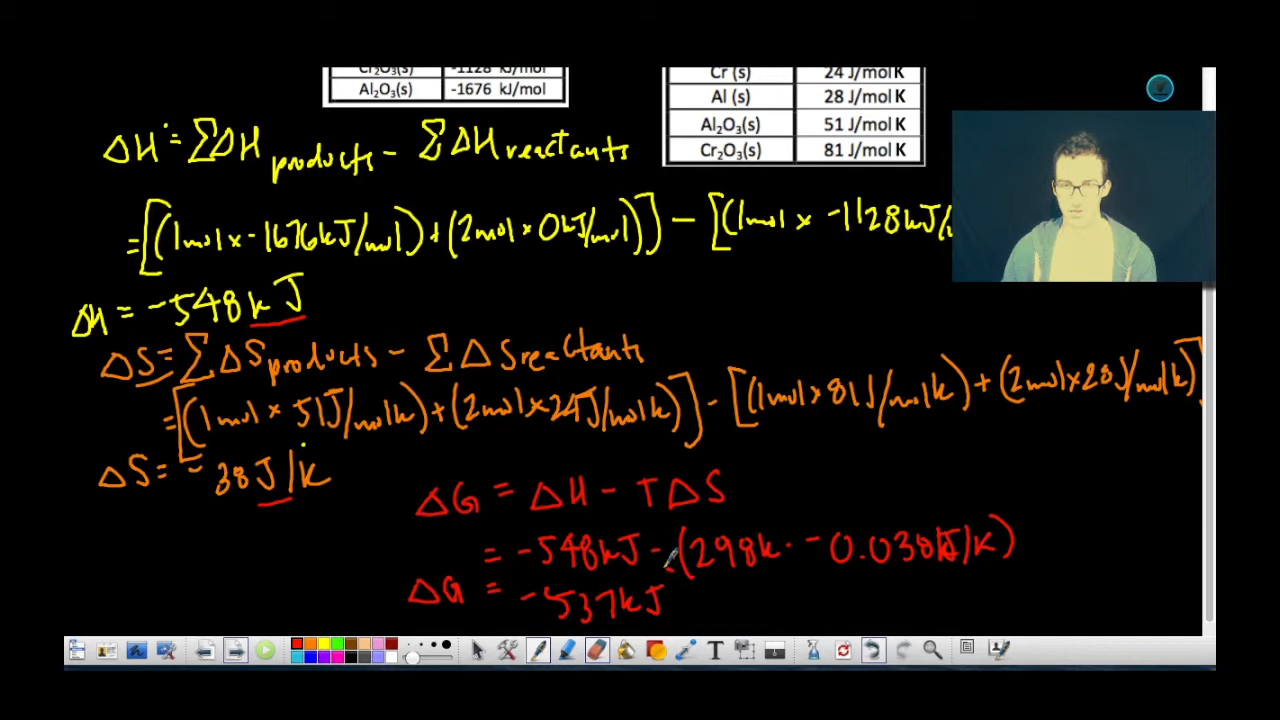 Cr₂O₃(s) -1128 kJ/mol
Al₂O₃(s) -1676 kJ/mol
Cr (s) 24 J/mol K
Al (s) 28 J/mol K
Al₂O₃(s) 51 J/mol K
Cr₂O₃(s) 81 J/mol K
ΔH° = ΣΔH products - ΣΔH reactants
= [(1mol x -1676kJ/mol) + (2mol x 0kJ/mol)] - [(1mol x -1128kJ/
ΔH = -548kJ
ΔS = ΣΔS products - ΣΔS reactants
= [(1mol x 51J/molk) + (2mol x 24J/molk)] - [(1mol x 81J/molk) + (2mol x 28J/molk)]
ΔS = -38J/k
ΔG = ΔH - TΔS
= -548kJ - (298k · -0.038kJ/K)
ΔG = -537kJ
T